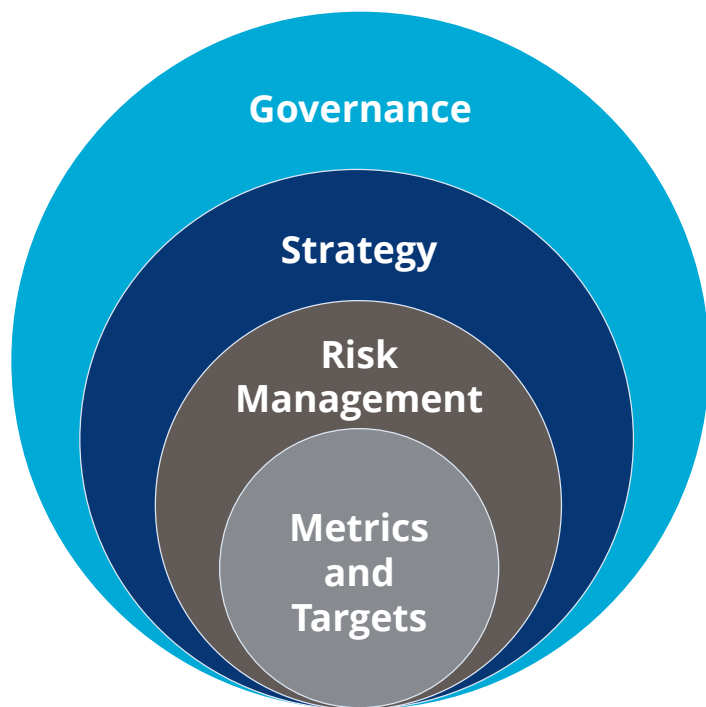 Governance
Strategy
Risk
Management
Metrics
and
Targets